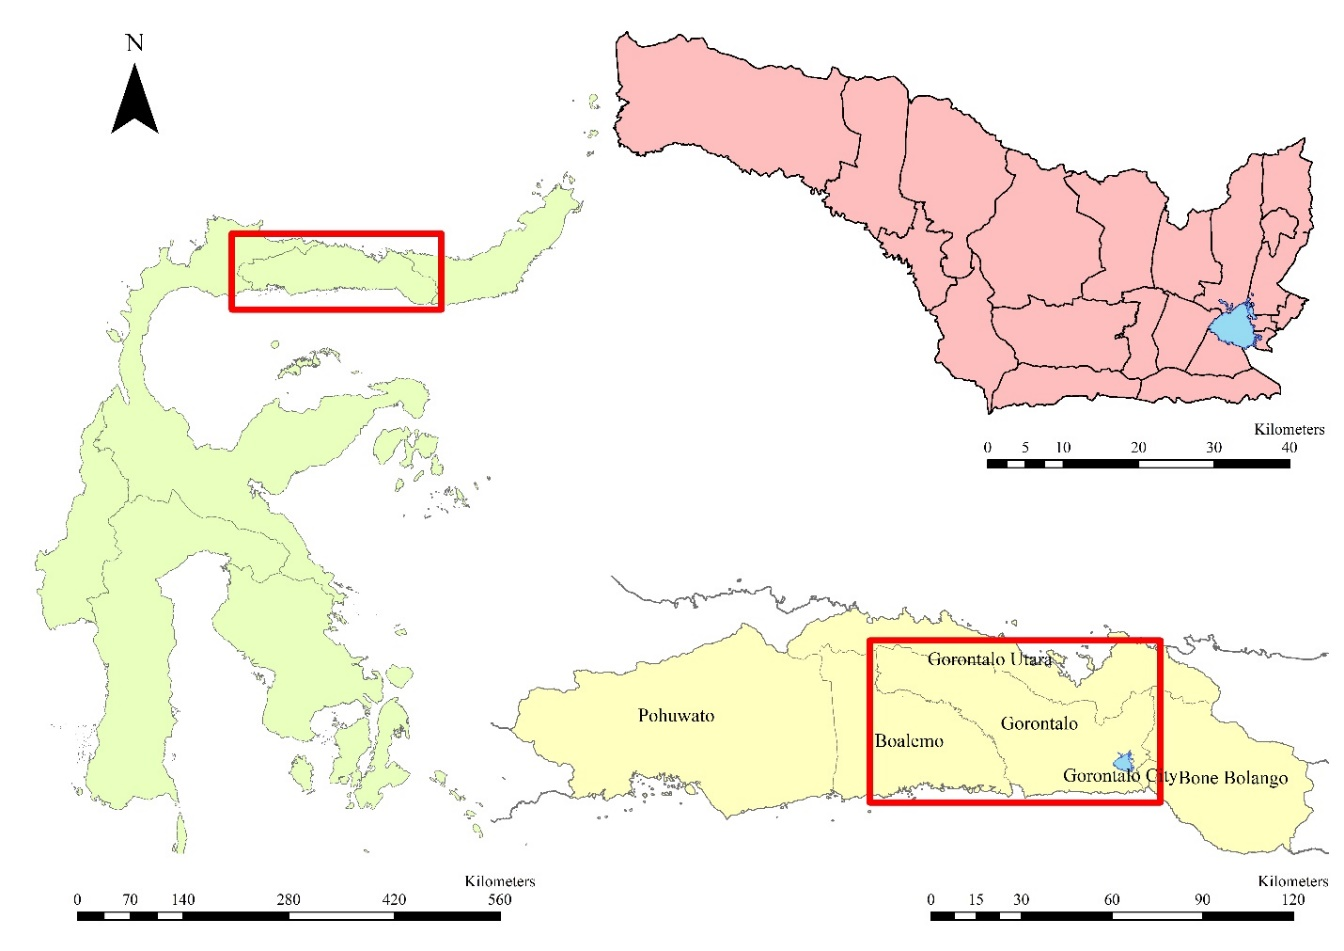 N
Kilometers
0 5 10 20 30 40
Gorontalo Utara
Pohuwato
Gorontalo
Boalemo
Gorontalo City Bone Bolango
Kilometers
0 70 140 280 420 560
Kilometers
0 15 30 60 90 120